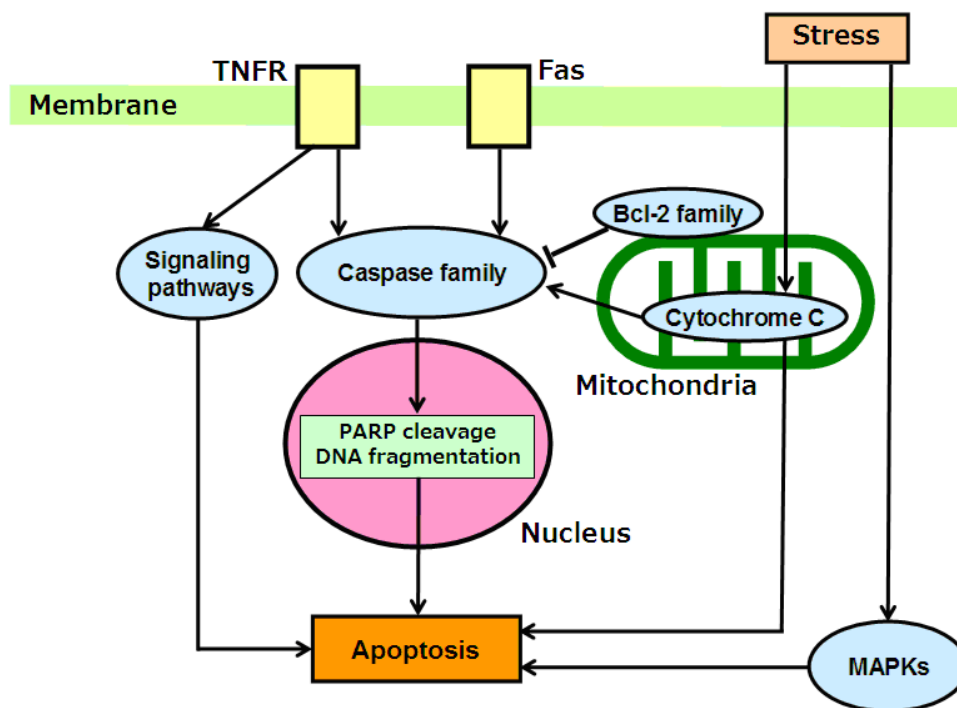 Stress
TNFR
Fas
Membrane
Bcl-2 family
Signaling
pathways
Caspase family
Cytochrome C
Mitochondria
PARP cleavage
DNA fragmentation
Nucleus
Apoptosis
MAPKs